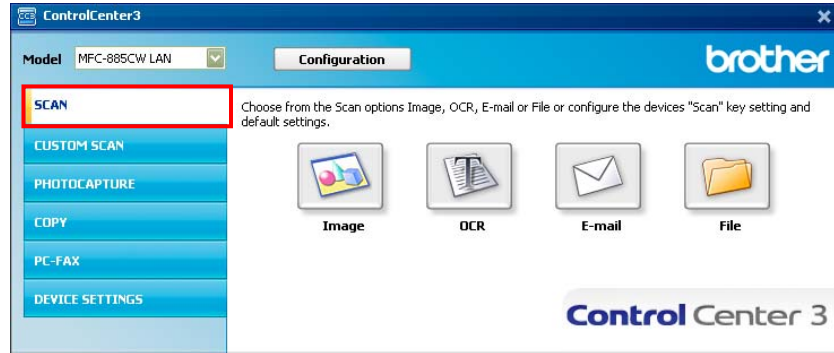 ControlCenter3
Model MFC-885CW LAN Configuration brother
SCAN
CUSTOM SCAN
PHOTOCAPTURE
COPY
PC-FAX
DEVICE SETTINGS
Choose from the Scan options Image, OCR, E-mail or File or configure the devices "Scan" key setting and
default settings.
Image OCR E-mail File
Control Center 3